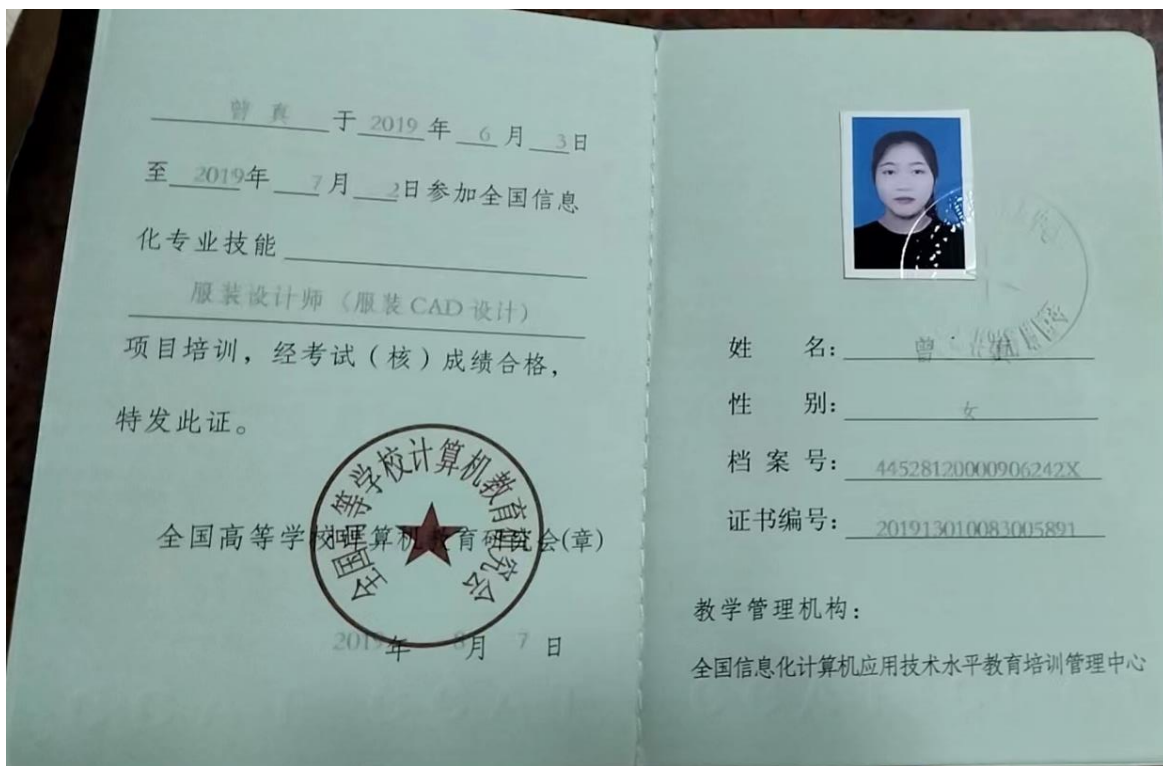 曾真 于 2019 年 6 月 3 日
至 2019 年 7 月 2 日参加全国信息
化专业技能
服装设计师（服装 CAD 设计）
项目培训，经考试（核）成绩合格，
特发此证。
全国高等学校计算机教育研究会(章)
全国高等学校计算机教育研究会
2019 年 8 月 7 日
姓 名： 曾 真
性 别： 女
档 案 号： 44528120000906242X
证书编号： 201913010083005891
教学管理机构：
全国信息化计算机应用技术水平教育培训管理中心